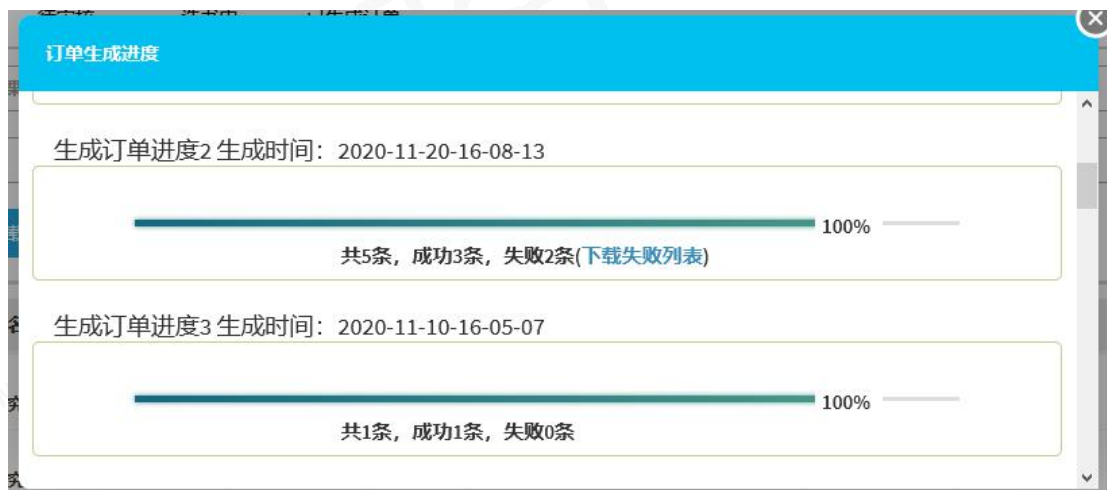 订单生成进度
生成订单进度2 生成时间：2020-11-20-16-08-13
100%
共5条，成功3条，失败2条(下载失败列表)
生成订单进度3 生成时间：2020-11-10-16-05-07
100%
共1条，成功1条，失败0条